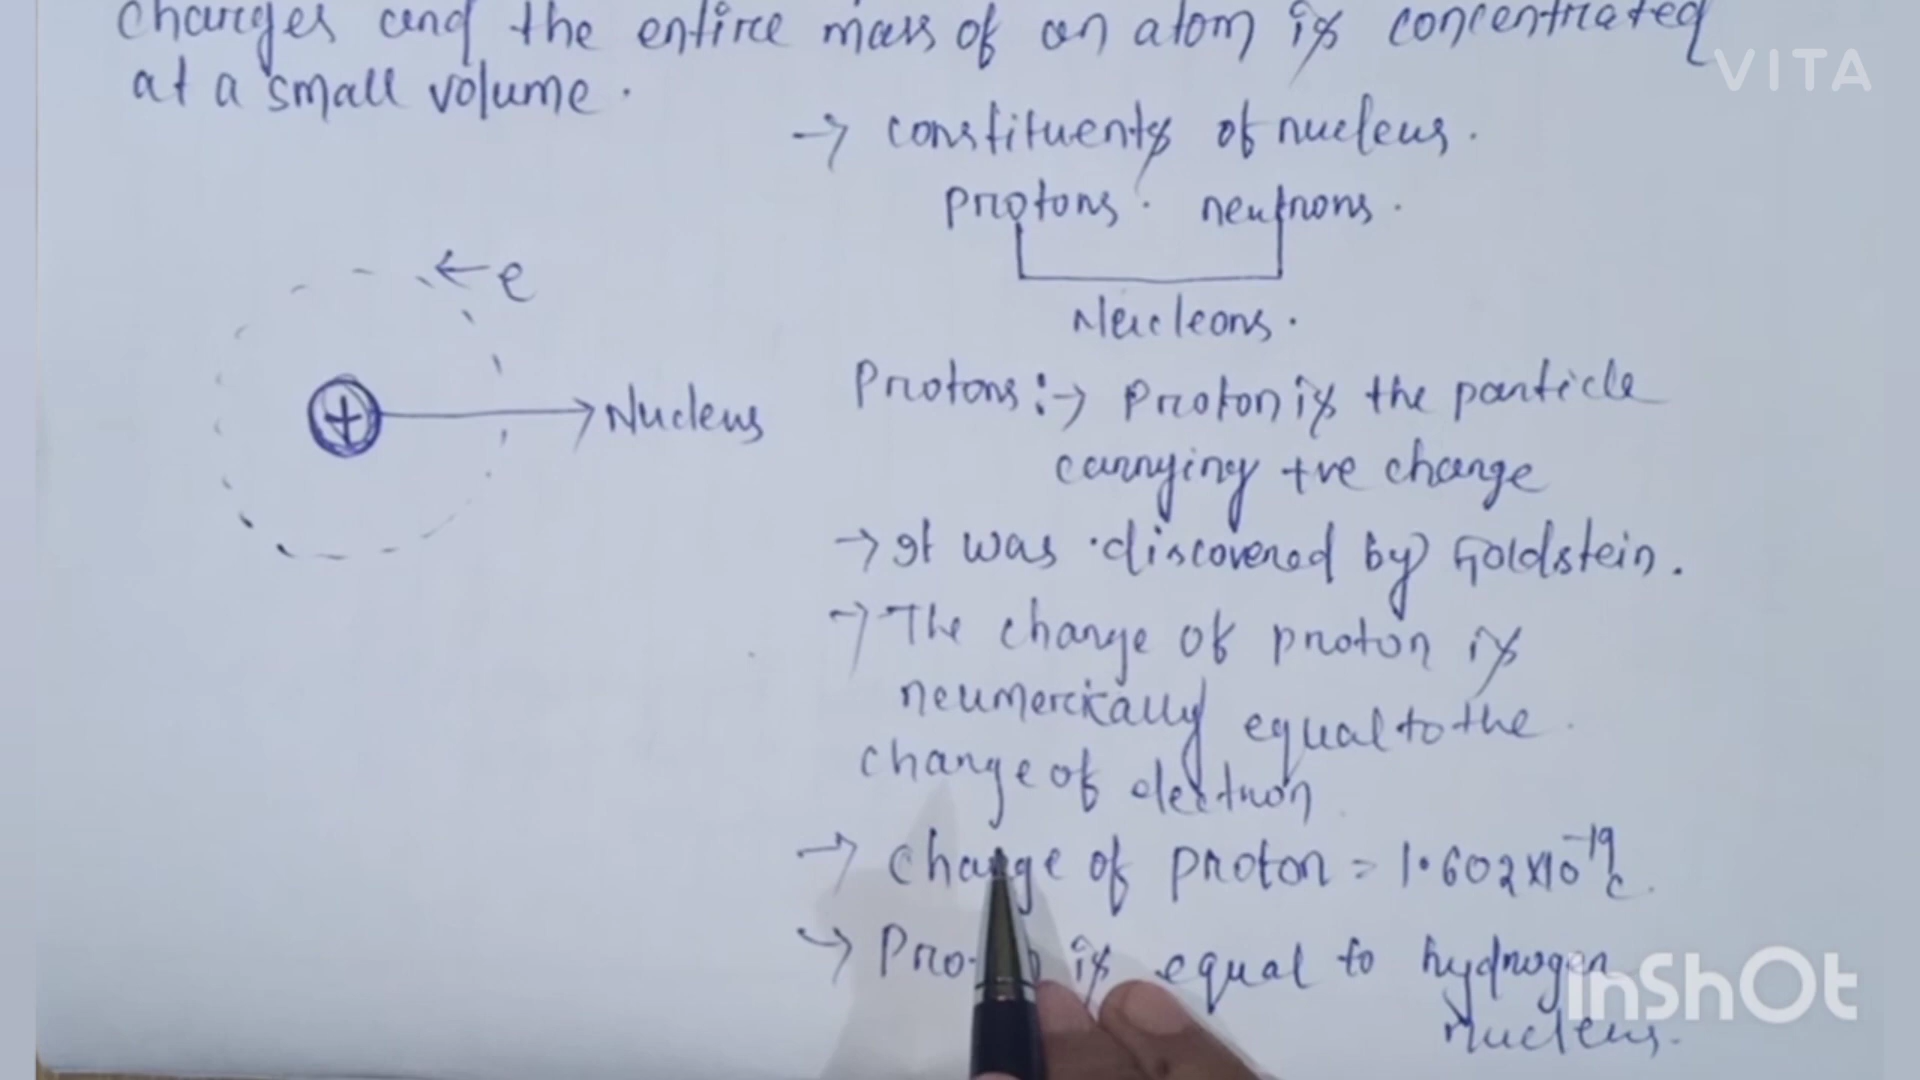 charges and the entire mass of an atom is concentrated
at a small volume.
VITA
→ constituents of nucleus.
protons. neutrons.
Neucleons.
← e
+
→ Nucleus
Protons :→ Proton is the particle
carrying +ve charge
→ It was discovered by Goldstein.
→ The charge of proton is
neumerically equal to the
charge of electron
→ charge of proton = 1.602×10⁻¹⁹c.
→ is equal to hydrogen
nucleus.
InShOt